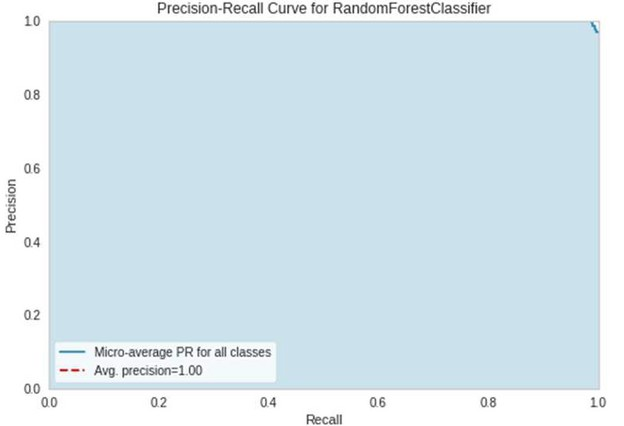 Precision-Recall Curve for RandomForestClassifier
1.0
0.8
0.6
0.4
0.2
0.0
Precision
Micro-average PR for all classes
Avg. precision=1.00
0.0 0.2 0.4 0.6 0.8 1.0
Recall